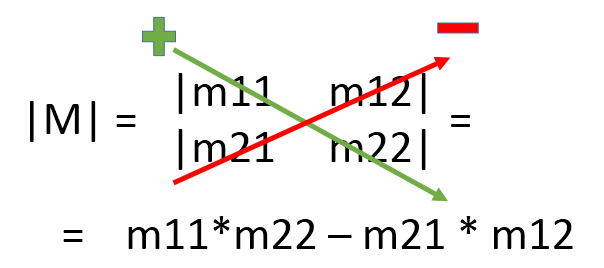 |m11 m12|
|M| = =
|m21 m22|
= m11*m22 – m21 * m12